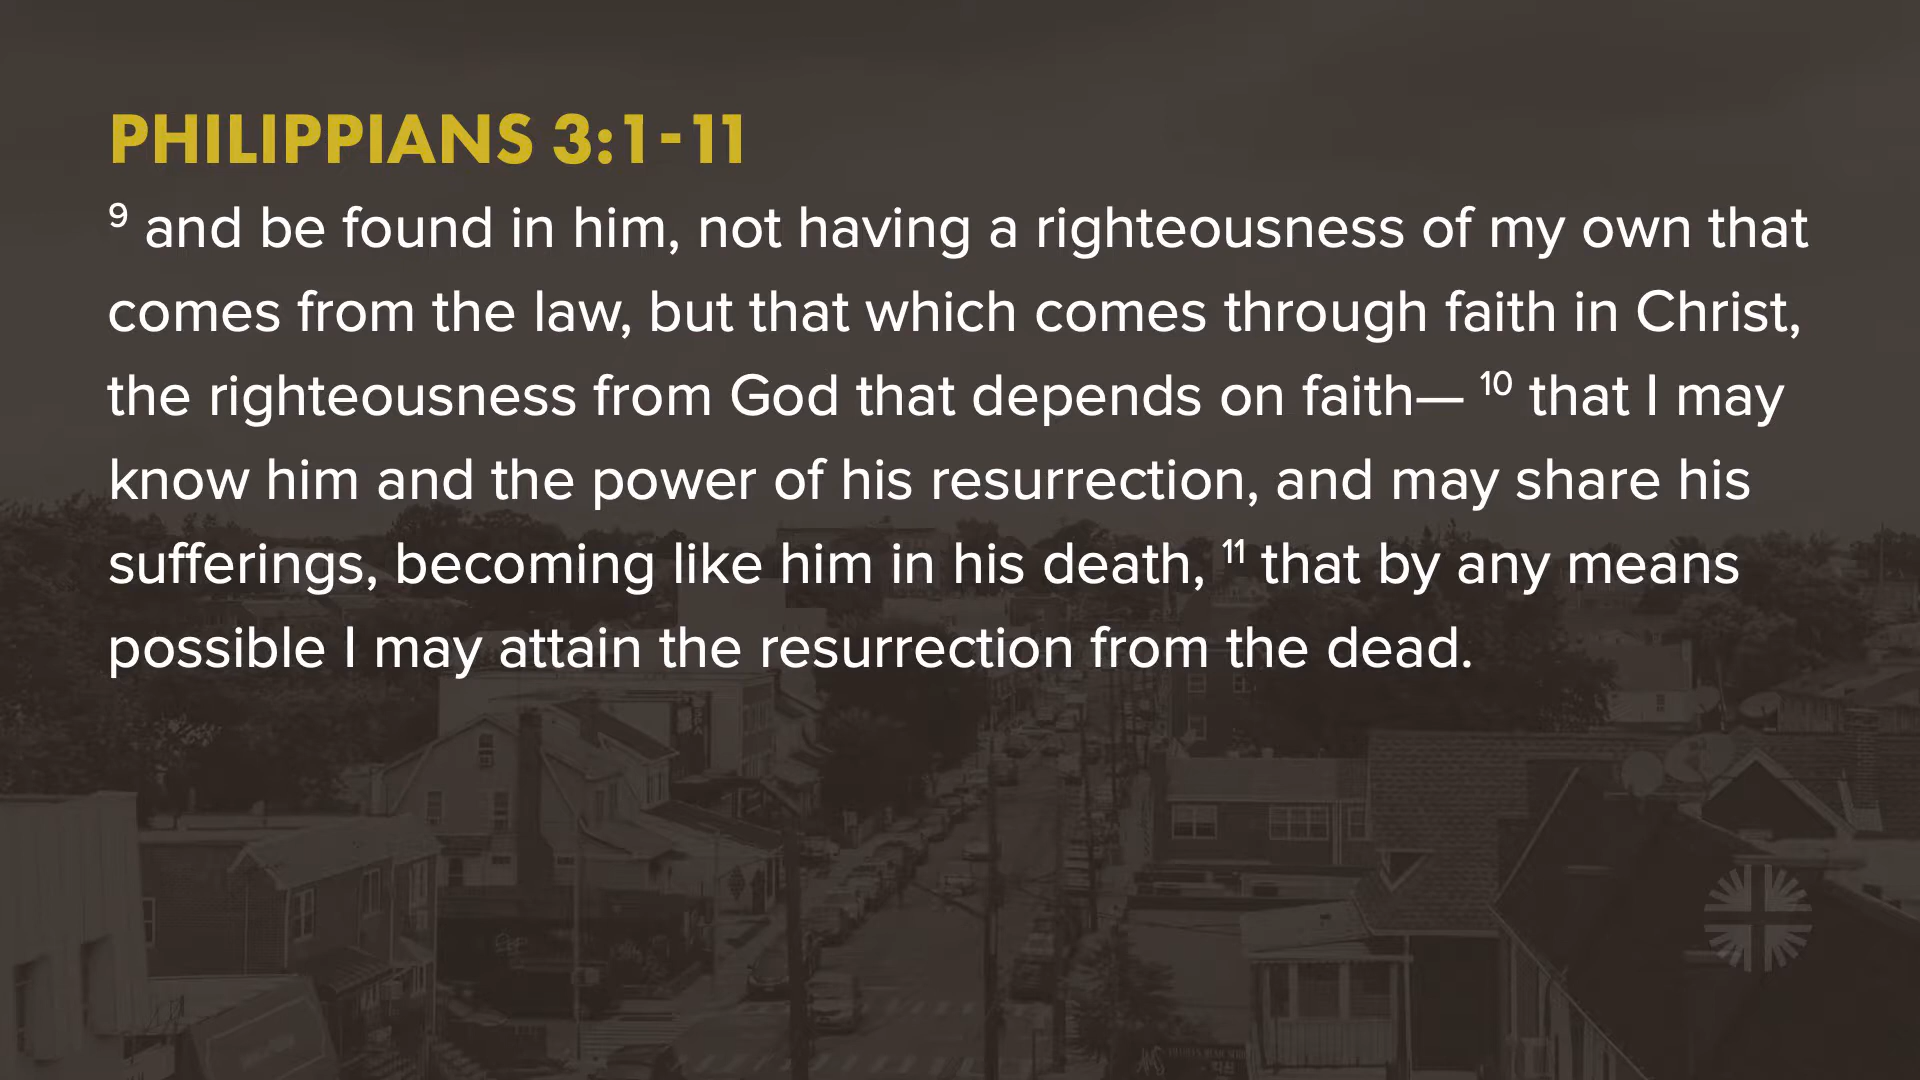 PHILIPPIANS 3:1-11
⁹ and be found in him, not having a righteousness of my own that
comes from the law, but that which comes through faith in Christ,
the righteousness from God that depends on faith— ¹⁰ that I may
know him and the power of his resurrection, and may share his
sufferings, becoming like him in his death, ¹¹ that by any means
possible I may attain the resurrection from the dead.